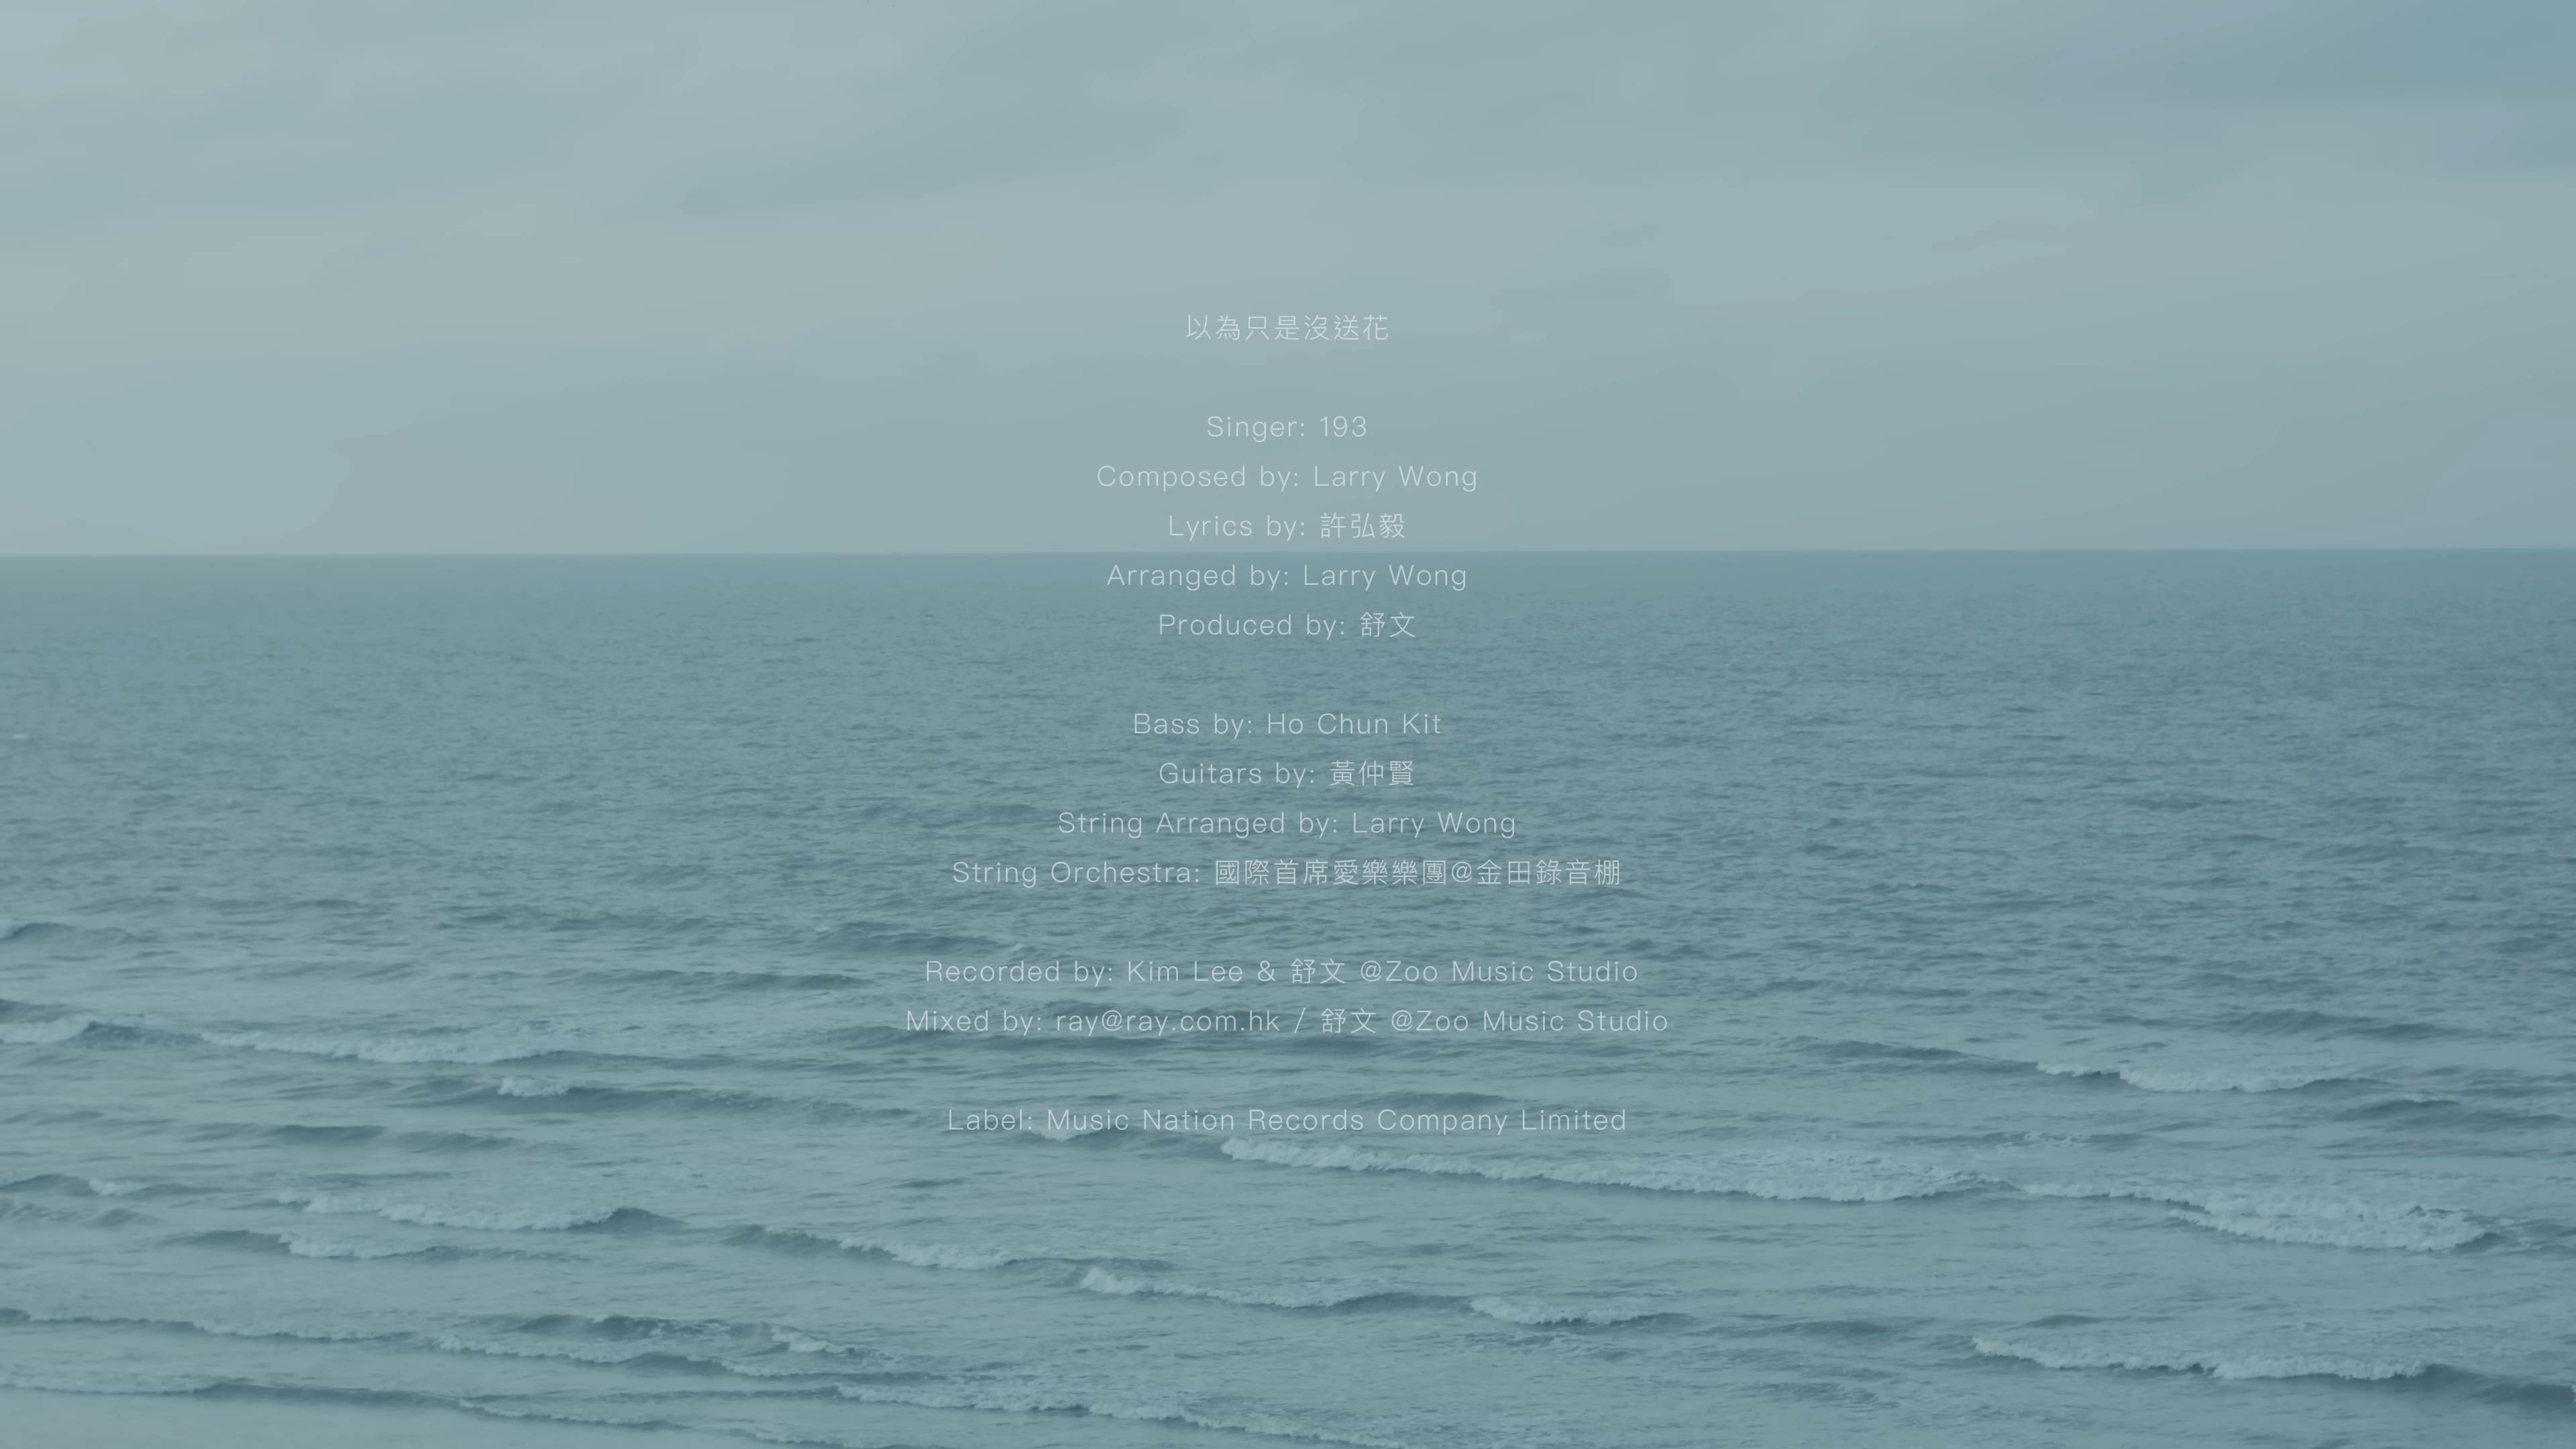 以為只是沒送花
Singer: 193
Composed by: Larry Wong
Lyrics by: 許弘毅
Arranged by: Larry Wong
Produced by: 舒文
Bass by: Ho Chun Kit
Guitars by: 黃仲賢
String Arranged by: Larry Wong
String Orchestra: 國際首席愛樂樂團@金田錄音棚
Recorded by: Kim Lee & 舒文 @Zoo Music Studio
Mixed by: ray@ray.com.hk / 舒文 @Zoo Music Studio
Label: Music Nation Records Company Limited